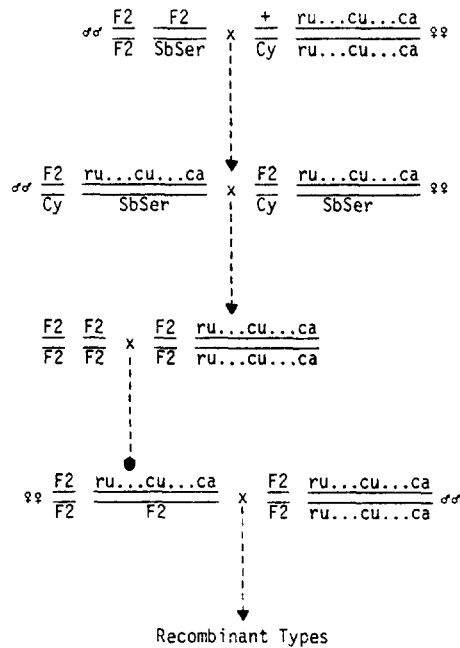 F2 F2 + ru...cu...ca
♂♂ x ♀♀
F2 SbSer Cy ru...cu...ca
F2 ru...cu...ca F2 ru...cu...ca
♂♂ x ♀♀
Cy SbSer Cy SbSer
F2 F2 F2 ru...cu...ca
x
F2 F2 F2 ru...cu...ca
F2 ru...cu...ca F2 ru...cu...ca
♀♀ x ♂♂
F2 F2 F2 ru...cu...ca
Recombinant Types